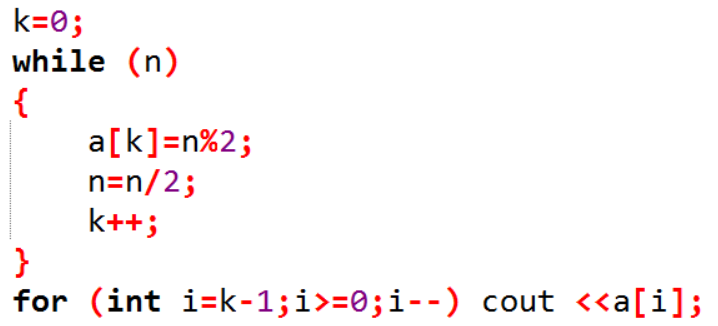 k=0;
while (n)
{
    a[k]=n%2;
    n=n/2;
    k++;
}
for (int i=k-1;i>=0;i--) cout <<a[i];